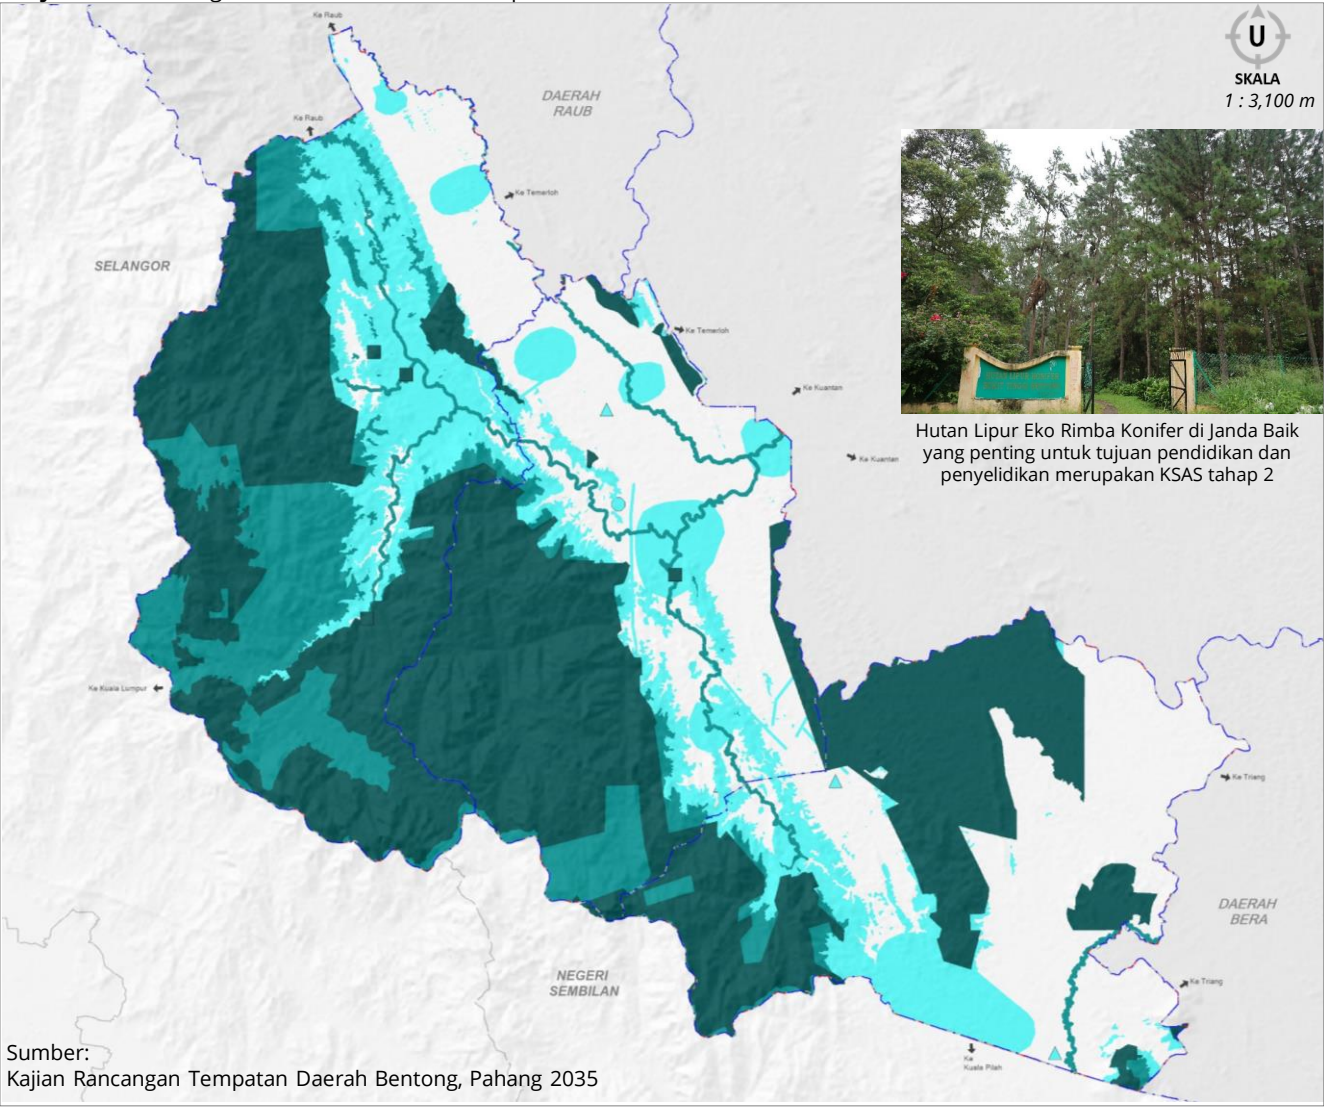 Ke Raub
U
SKALA
1 : 3,100 m
DAERAH
RAUB
Ke Raub
Ke Temerloh
SELANGOR
Ke Temerloh
Ke Kuantan
Hutan Lipur Eko Rimba Konifer di Janda Baik
yang penting untuk tujuan pendidikan dan
penyelidikan merupakan KSAS tahap 2
Ke Kuantan
Ke Kuala Lumpur
Ke Triang
DAERAH
BERA
NEGERI
SEMBILAN
Ke Triang
Ke
Kuala Pilah
Sumber:
Kajian Rancangan Tempatan Daerah Bentong, Pahang 2035